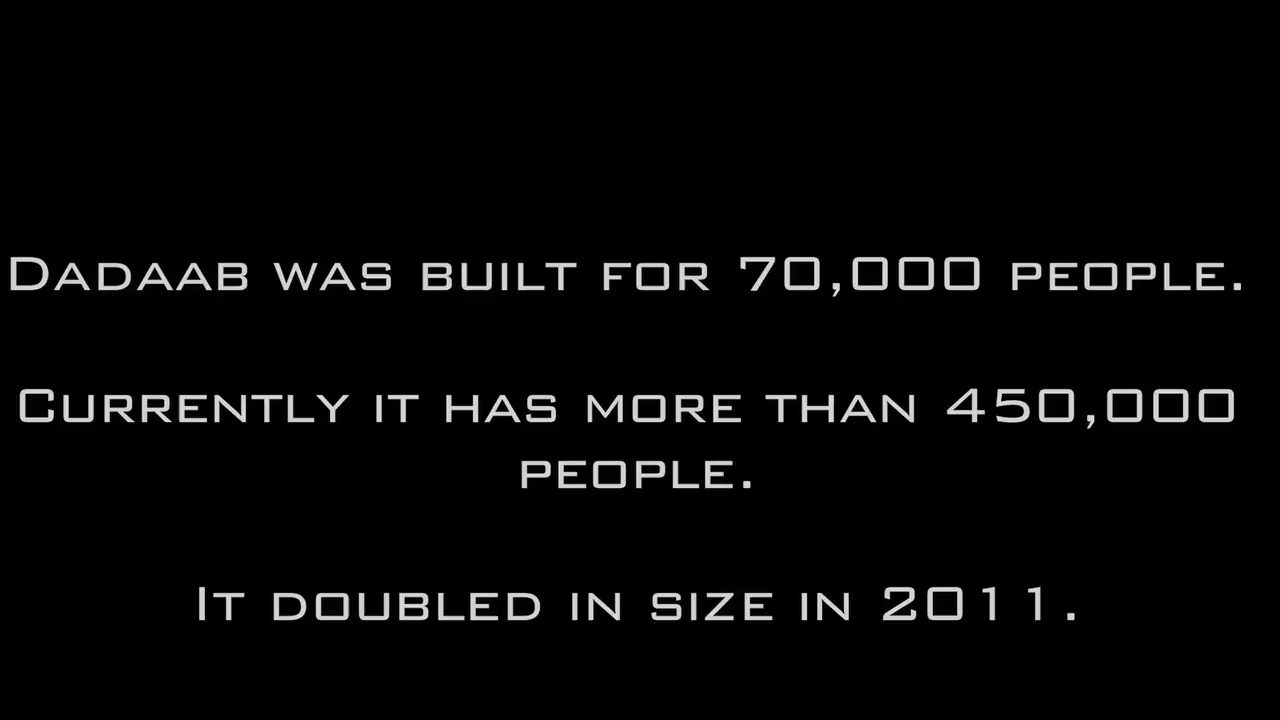 Dadaab was built for 70,000 people.
Currently it has more than 450,000
people.
It doubled in size in 2011.